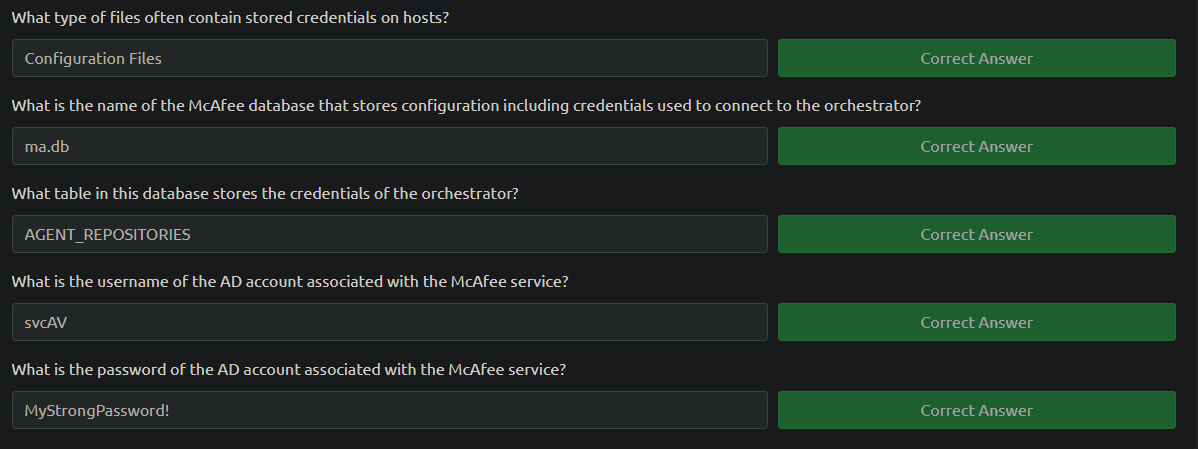 What type of files often contain stored credentials on hosts?
Configuration Files
Correct Answer
What is the name of the McAfee database that stores configuration including credentials used to connect to the orchestrator?
ma.db
Correct Answer
What table in this database stores the credentials of the orchestrator?
AGENT_REPOSITORIES
Correct Answer
What is the username of the AD account associated with the McAfee service?
svcAV
Correct Answer
What is the password of the AD account associated with the McAfee service?
MyStrongPassword!
Correct Answer